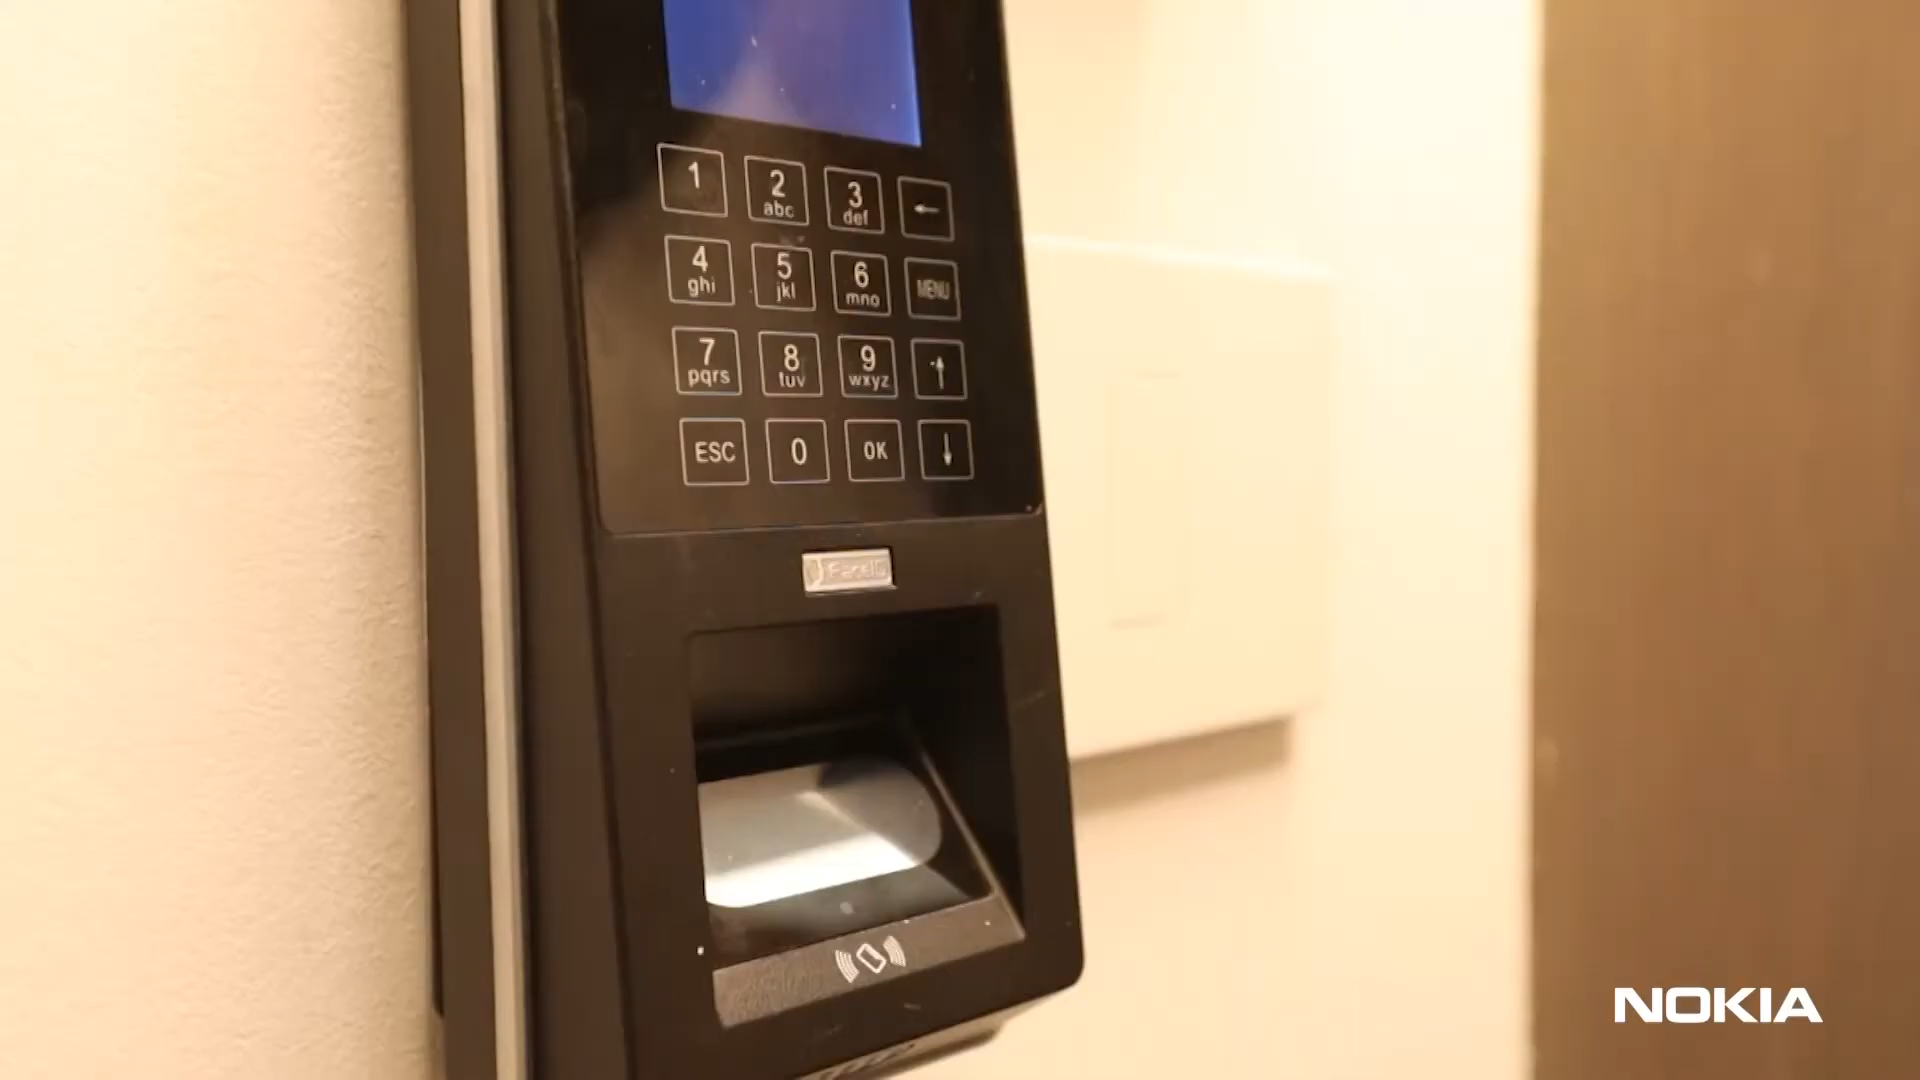 1 2 3 ←
abc def
4 5 6 MENU
ghi jkl mno
7 8 9 ↑
pqrs tuv wxyz
ESC 0 OK ↓
NOKIA